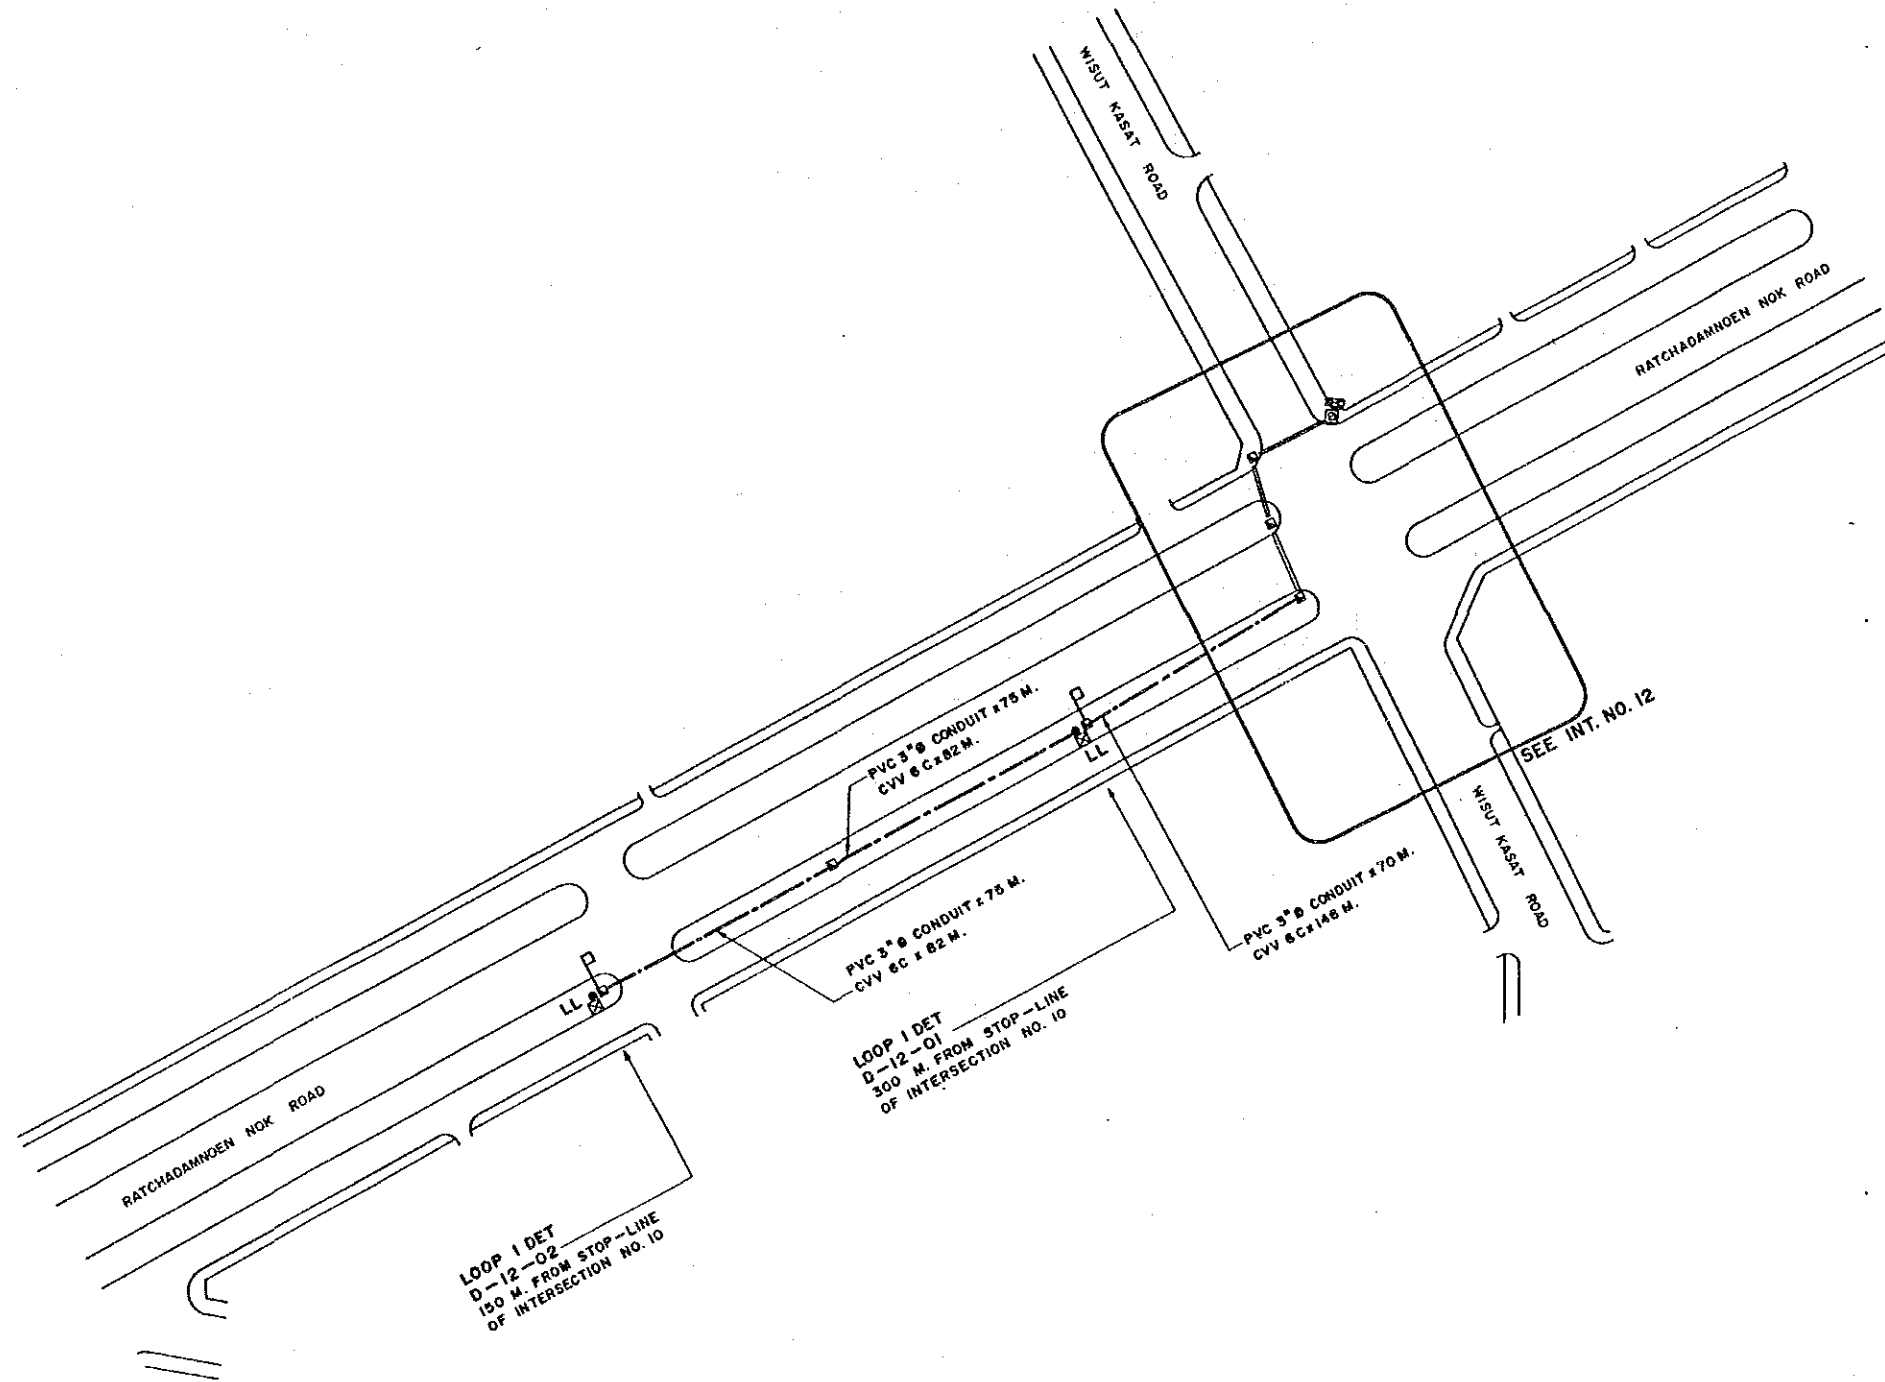 WISUT KASAT ROAD
RATCHADAMNOEN NOK ROAD
PVC 3"Ø CONDUIT x 75 M.
CVV 6C x 82 M.
LL
SEE INT. NO. 12
WISUT KASAT ROAD
PVC 3"Ø CONDUIT x 70 M.
CVV 6C x 148 M.
PVC 3"Ø CONDUIT x 75 M.
CVV 6C x 82 M.
LL
LOOP 1 DET
D-12-01
300 M. FROM STOP-LINE
OF INTERSECTION NO. 10
RATCHADAMNOEN NOK ROAD
LOOP 1 DET
D-12-02
150 M. FROM STOP-LINE
OF INTERSECTION NO. 10